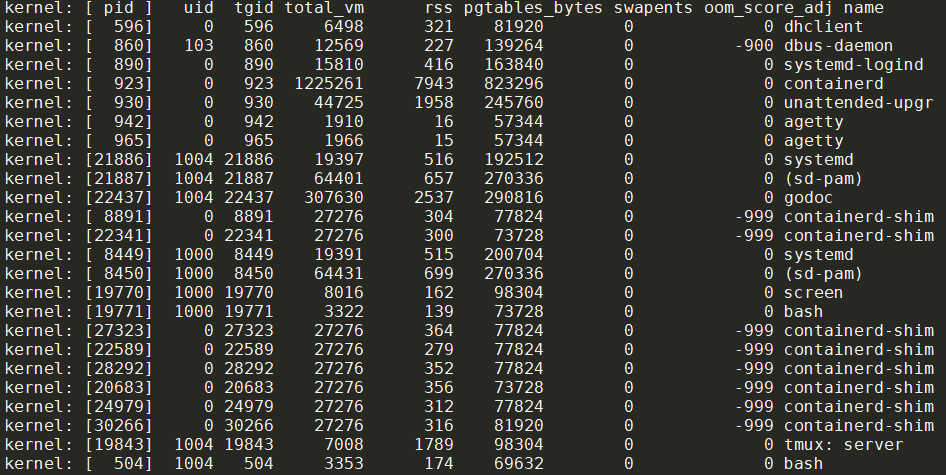 kernel: [ pid ] uid tgid total_vm rss pgtables_bytes swapents oom_score_adj name
kernel: [ 596] 0 596 6498 321 81920 0 0 dhclient
kernel: [ 860] 103 860 12569 227 139264 0 -900 dbus-daemon
kernel: [ 890] 0 890 15810 416 163840 0 0 systemd-logind
kernel: [ 923] 0 923 1225261 7943 823296 0 0 containerd
kernel: [ 930] 0 930 44725 1958 245760 0 0 unattended-upgr
kernel: [ 942] 0 942 1910 16 57344 0 0 agetty
kernel: [ 965] 0 965 1966 15 57344 0 0 agetty
kernel: [21886] 1004 21886 19397 516 192512 0 0 systemd
kernel: [21887] 1004 21887 64401 657 270336 0 0 (sd-pam)
kernel: [22437] 1004 22437 307630 2537 290816 0 0 godoc
kernel: [ 8891] 0 8891 27276 304 77824 0 -999 containerd-shim
kernel: [22341] 0 22341 27276 300 73728 0 -999 containerd-shim
kernel: [ 8449] 1000 8449 19391 515 200704 0 0 systemd
kernel: [ 8450] 1000 8450 64431 699 270336 0 0 (sd-pam)
kernel: [19770] 1000 19770 8016 162 98304 0 0 screen
kernel: [19771] 1000 19771 3322 139 73728 0 0 bash
kernel: [27323] 0 27323 27276 364 77824 0 -999 containerd-shim
kernel: [22589] 0 22589 27276 279 77824 0 -999 containerd-shim
kernel: [28292] 0 28292 27276 352 77824 0 -999 containerd-shim
kernel: [20683] 0 20683 27276 356 73728 0 -999 containerd-shim
kernel: [24979] 0 24979 27276 312 77824 0 -999 containerd-shim
kernel: [30266] 0 30266 27276 316 81920 0 -999 containerd-shim
kernel: [19843] 1004 19843 7008 1789 98304 0 0 tmux: server
kernel: [ 504] 1004 504 3353 174 69632 0 0 bash